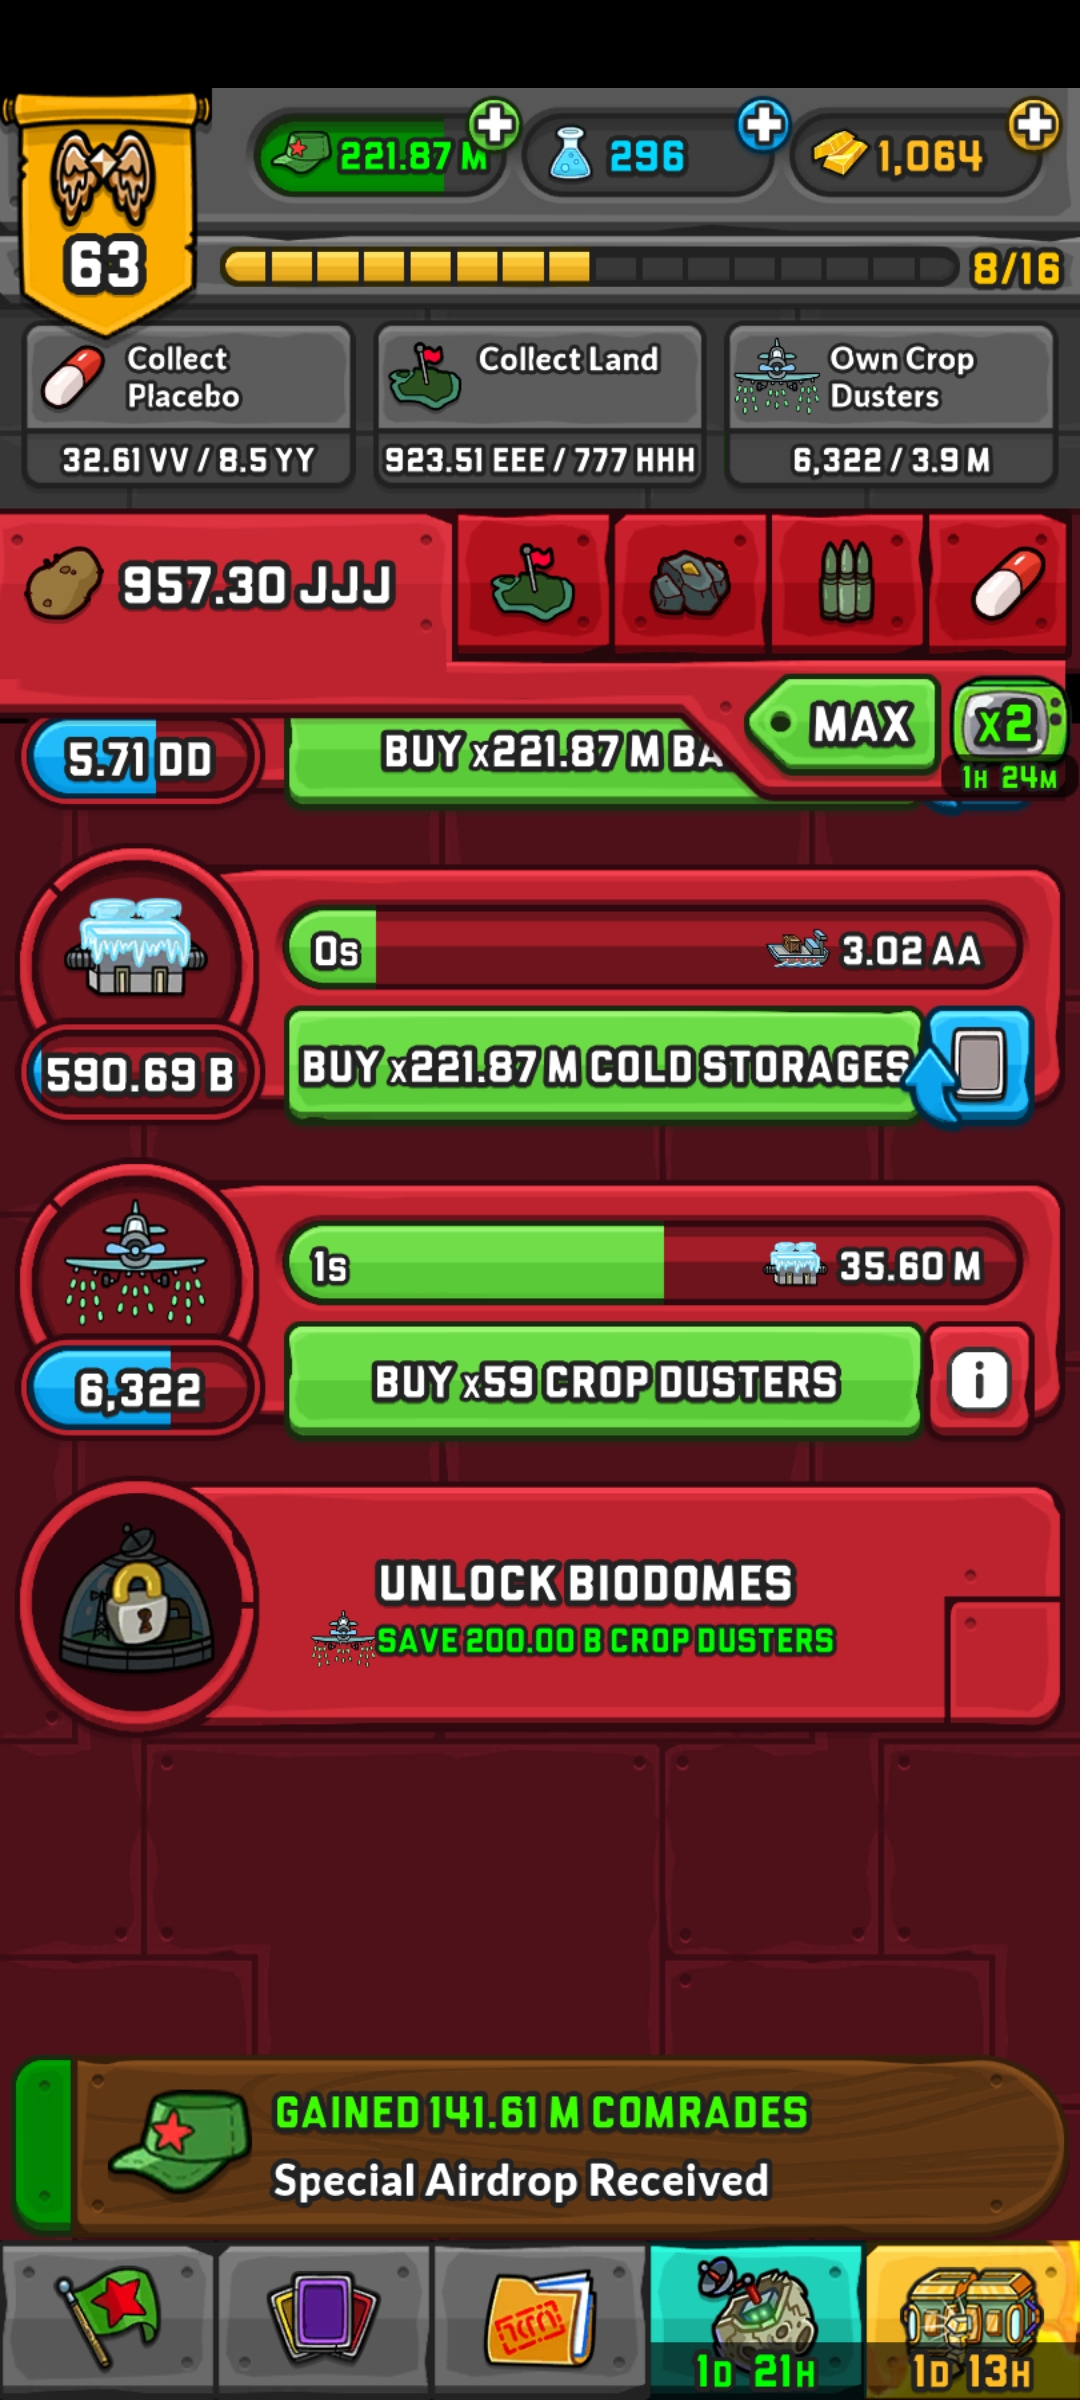 63
221.87 M
296
1,064
8/16
Collect
Placebo
32.61 VV / 8.5 YY
Collect Land
923.51 EEE / 777 HHH
Own Crop
Dusters
6,322 / 3.9 M
957.30 JJJ
MAX
x2
1H 24M
5.71 DD
BUY x221.87 M BA
0s
3.02 AA
590.69 B
BUY x221.87 M COLD STORAGES
1s
35.60 M
6,322
BUY x59 CROP DUSTERS
i
UNLOCK BIODOMES
SAVE 200.00 B CROP DUSTERS
GAINED 141.61 M COMRADES
Special Airdrop Received
1D 21H
1D 13H